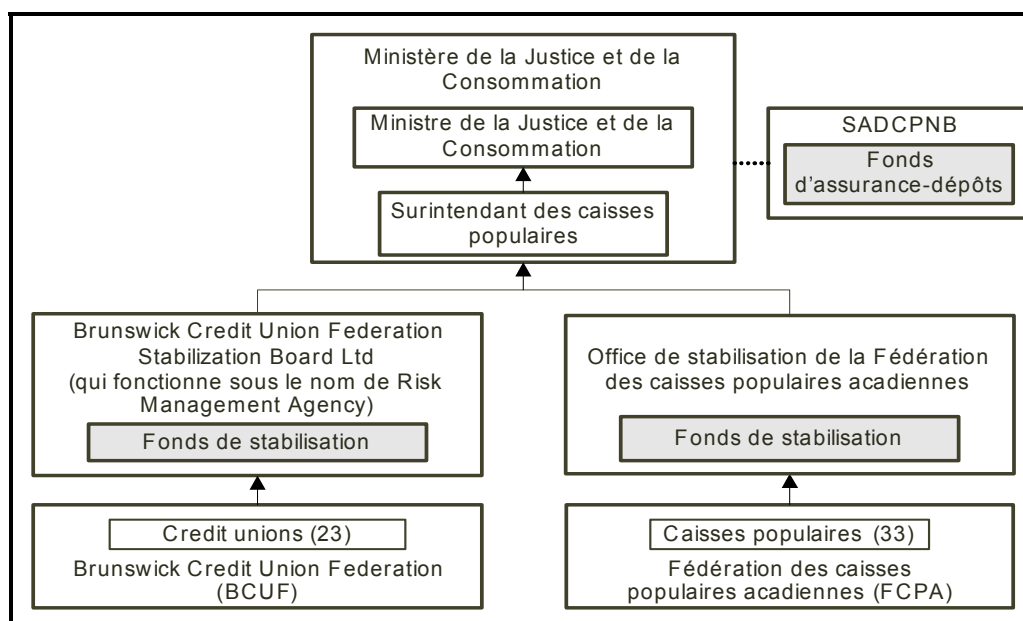 Ministère de la Justice et de la
Consommation
Ministre de la Justice et de la
Consommation
Surintendant des caisses
populaires
SADCPNB
Fonds
d'assurance-dépôts
Brunswick Credit Union Federation
Stabilization Board Ltd
(qui fonctionne sous le nom de Risk
Management Agency)
Fonds de stabilisation
Office de stabilisation de la Fédération
des caisses populaires acadiennes
Fonds de stabilisation
Credit unions (23)
Brunswick Credit Union Federation
(BCUF)
Caisses populaires (33)
Fédération des caisses
populaires acadiennes (FCPA)